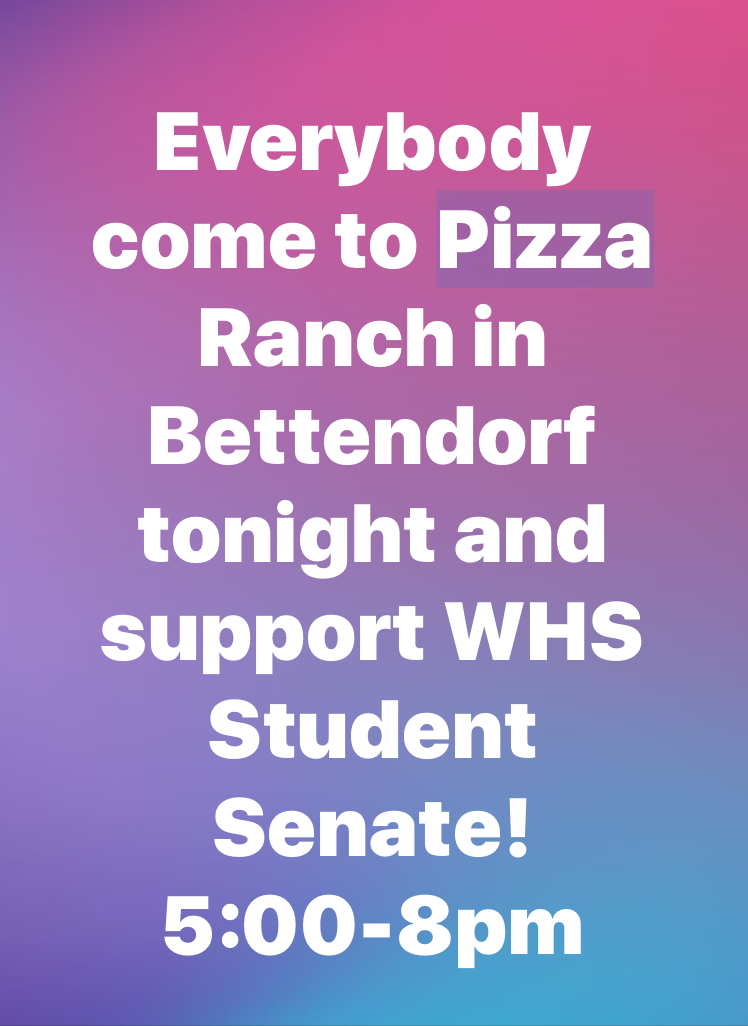 Everybody
come to Pizza
Ranch in
Bettendorf
tonight and
support WHS
Student
Senate!
5:00-8pm